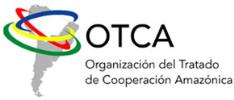 OTCA
Organización del Tratado
de Cooperación Amazónica